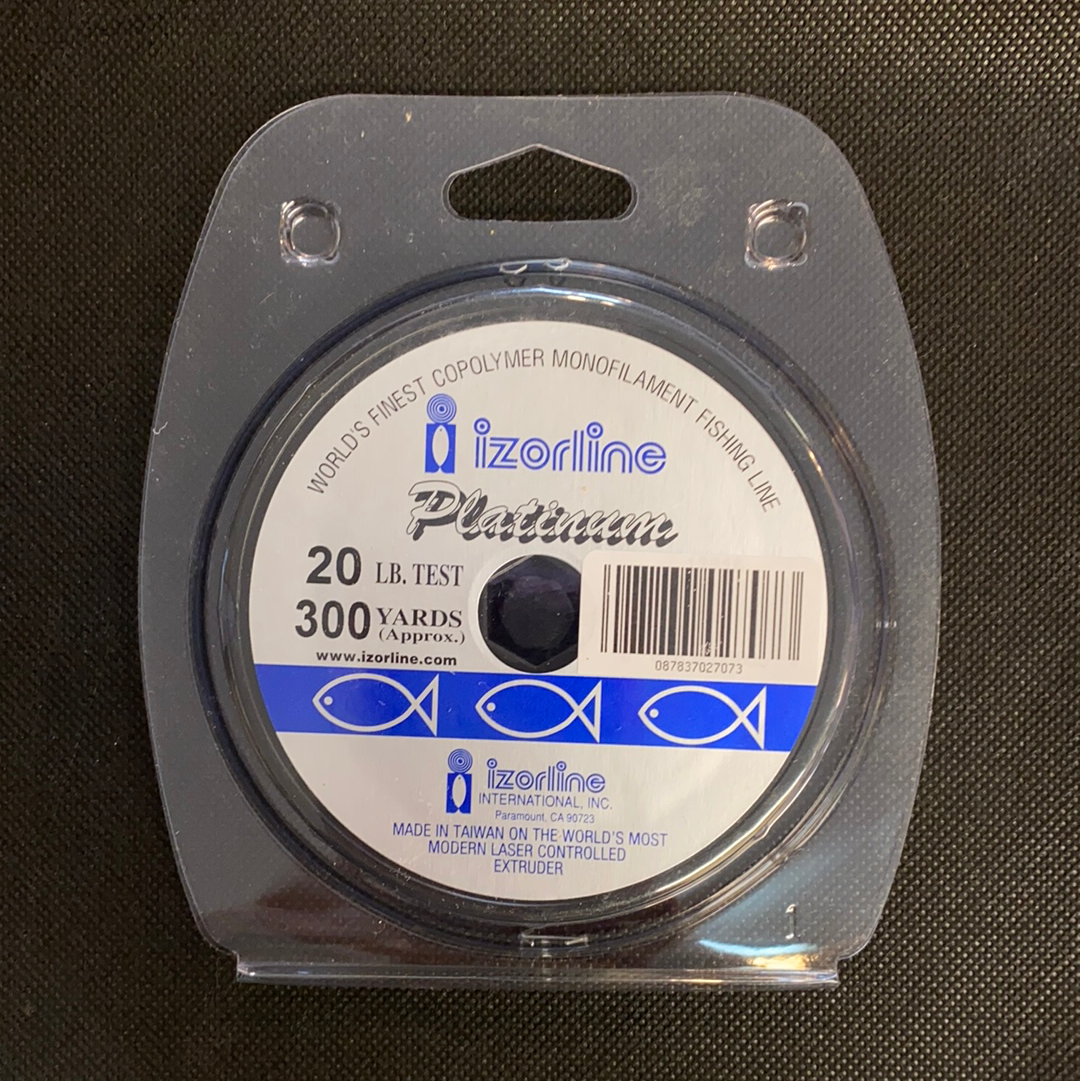 WORLD'S FINEST COPOLYMER MONOFILAMENT FISHING LINE
izorline
Platinum
20 LB. TEST
300 YARDS
(Approx.)
www.izorline.com
087837027073
izorline
INTERNATIONAL, INC.
Paramount, CA 90723
MADE IN TAIWAN ON THE WORLD'S MOST
MODERN LASER CONTROLLED
EXTRUDER